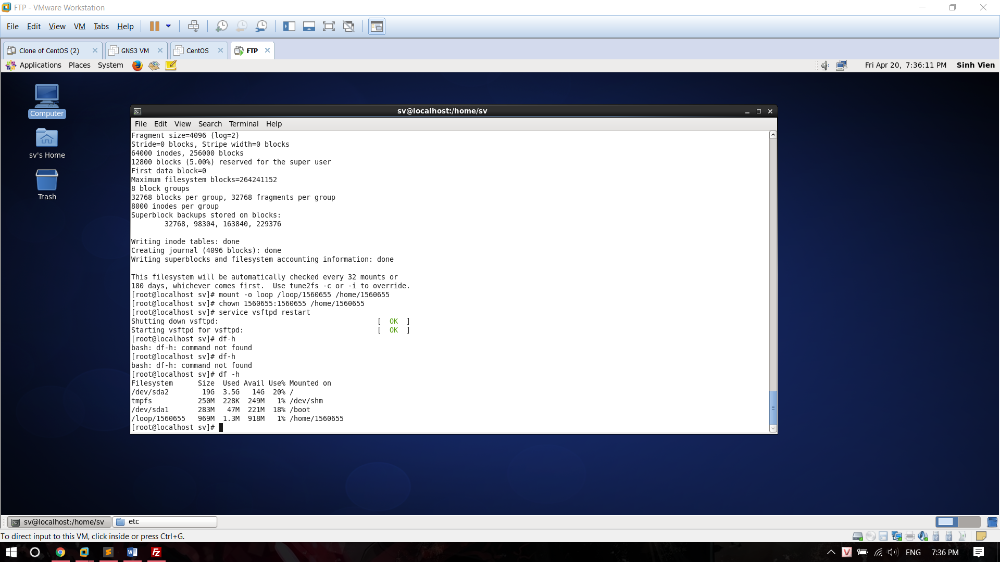 FTP - VMware Workstation
File Edit View VM Tabs Help
Clone of CentOS (2) GNS3 VM CentOS FTP
Applications Places System Fri Apr 20, 7:36:11 PM Sinh Vien
Computer
sv's Home
Trash
sv@localhost:/home/sv
File Edit View Search Terminal Help
Fragment size=4096 (log=2)
Stride=0 blocks, Stripe width=0 blocks
64000 inodes, 256000 blocks
12800 blocks (5.00%) reserved for the super user
First data block=0
Maximum filesystem blocks=264241152
8 block groups
32768 blocks per group, 32768 fragments per group
8000 inodes per group
Superblock backups stored on blocks:
        32768, 98304, 163840, 229376
Writing inode tables: done
Creating journal (4096 blocks): done
Writing superblocks and filesystem accounting information: done
This filesystem will be automatically checked every 32 mounts or
180 days, whichever comes first.  Use tune2fs -c or -i to override.
[root@localhost sv]# mount -o loop /loop/1560655 /home/1560655
[root@localhost sv]# chown 1560655:1560655 /home/1560655
[root@localhost sv]# service vsftpd restart
Shutting down vsftpd:                                      [  OK  ]
Starting vsftpd for vsftpd:                                [  OK  ]
[root@localhost sv]# df-h
bash: df-h: command not found
[root@localhost sv]# df-h
bash: df-h: command not found
[root@localhost sv]# df -h
Filesystem      Size  Used Avail Use% Mounted on
/dev/sda2        19G  3.5G   14G  20% /
tmpfs           250M  228K  249M   1% /dev/shm
/dev/sda1       283M   47M  221M  18% /boot
/loop/1560655   969M  1.3M  918M   1% /home/1560655
[root@localhost sv]#
sv@localhost:/home/sv etc
To direct input to this VM, click inside or press Ctrl+G.
ENG 7:36 PM